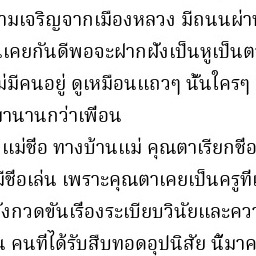 ามเจริญจากเมืองหลวง มีถนนผ่า
เคยกันดีพอจะฝากฝังเป็นหูเป็นต
ม่มีคนอยู่ ดูเหมือนแถวๆ นั้นใครๆ
านานกว่าเพื่อน
แม่ชื่อ ทางบ้านแม่ คุณตาเรียกชื่อ
มีชื่อเล่น เพราะคุณตาเคยเป็นครูที่เ
ังกวดขันเรื่องระเบียบวินัยและคว
น คนที่ได้รับสืบทอดอุปนิสัย นี้มาค